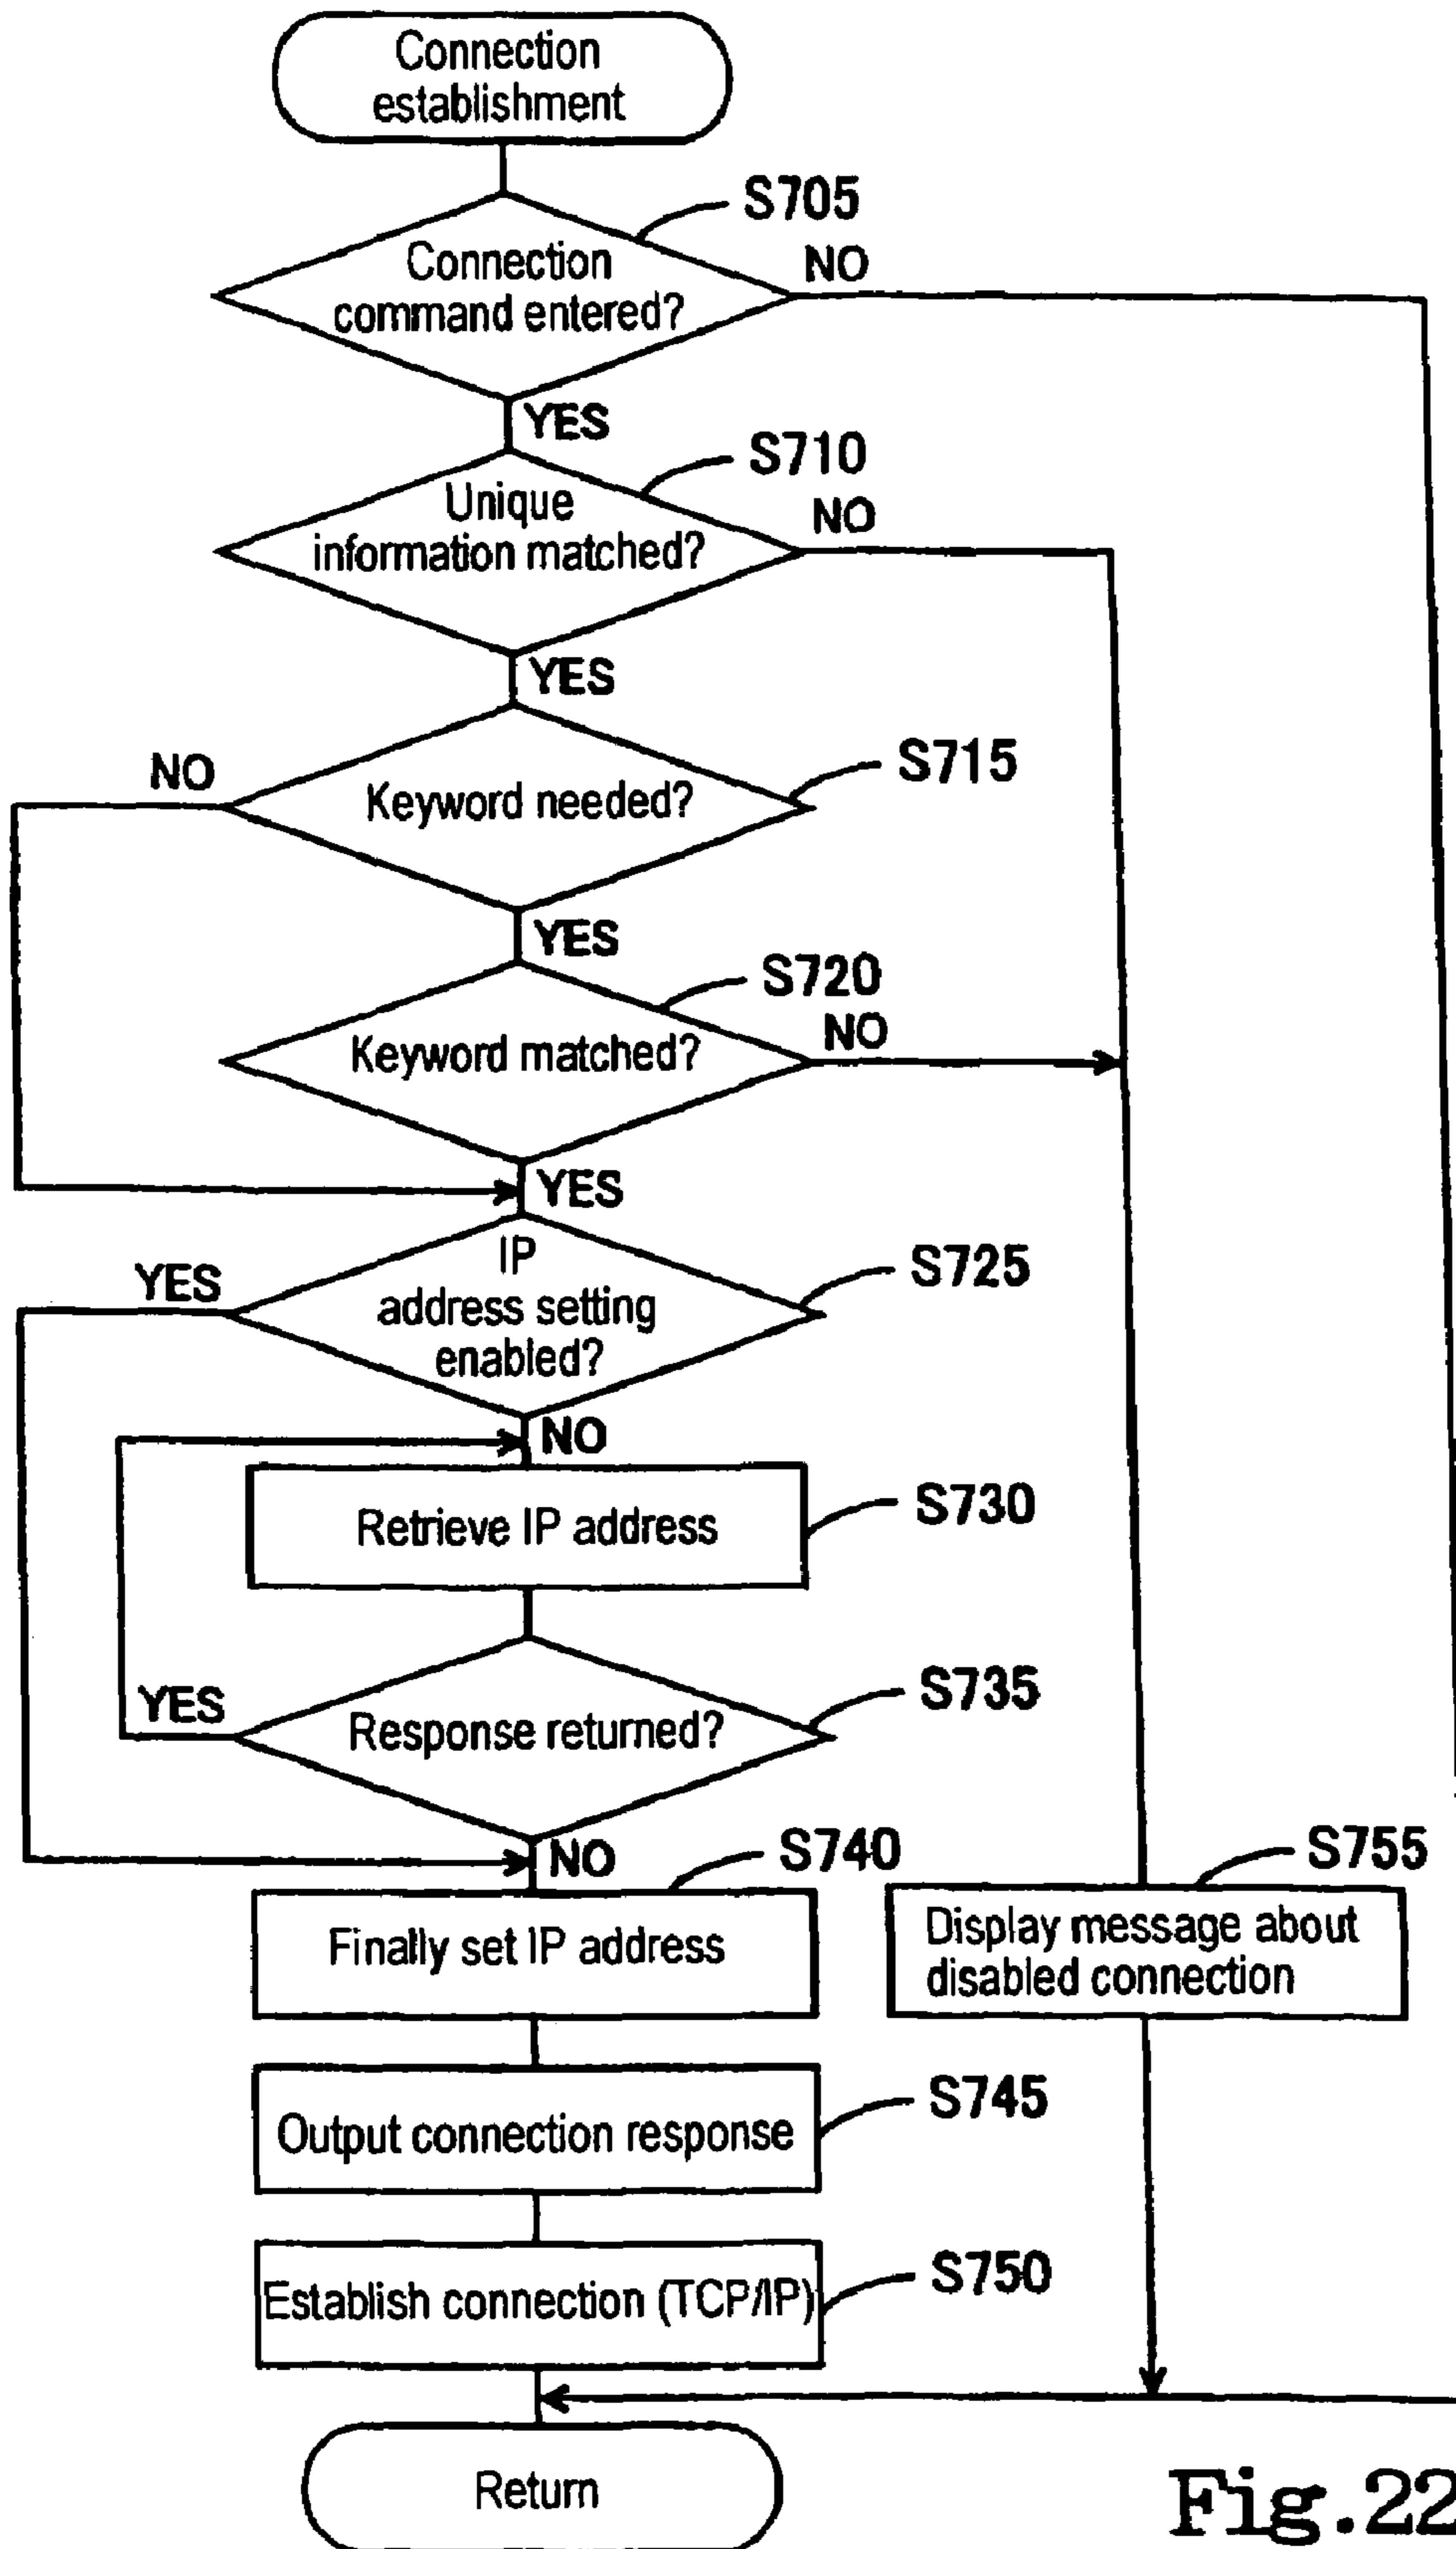 Connection
establishment
S705
Connection
command entered?
NO
YES
S710
Unique
information matched?
NO
YES
S715
NO
Keyword needed?
YES
S720
Keyword matched?
NO
YES
S725
YES
IP
address setting
enabled?
NO
S730
Retrieve IP address
S735
YES
Response returned?
NO
S740
Finally set IP address
S755
Display message about
disabled connection
S745
Output connection response
S750
Establish connection (TCP/IP)
Return
Fig.22